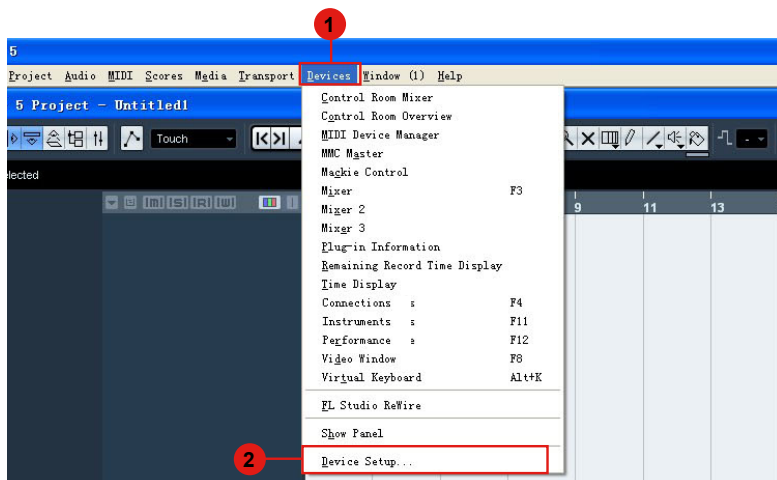 1
5
Project Audio MIDI Scores Media Transport Devices Window (1) Help
5 Project - Untitled1
Touch
lected
9 11 13
Control Room Mixer
Control Room Overview
MIDI Device Manager
MMC Master
Mackie Control
Mixer F3
Mixer 2
Mixer 3
Plug-in Information
Remaining Record Time Display
Time Display
Connections s F4
Instruments s F11
Performance F12
Video Window F8
Virtual Keyboard Alt+K
FL Studio ReWire
Show Panel
2
Device Setup...